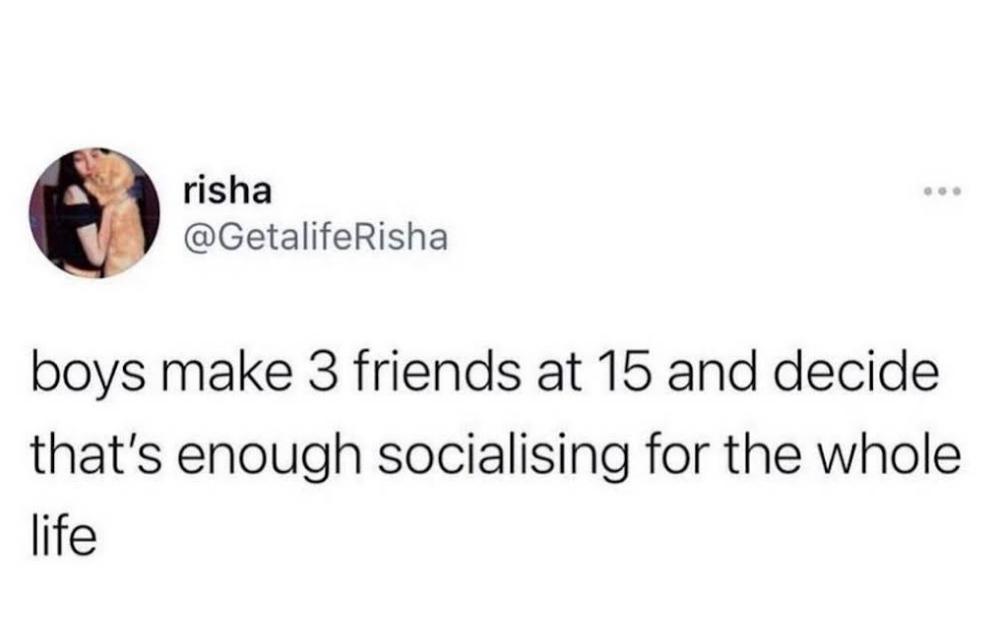 risha
@GetalifeRisha
boys make 3 friends at 15 and decide
that's enough socialising for the whole
life